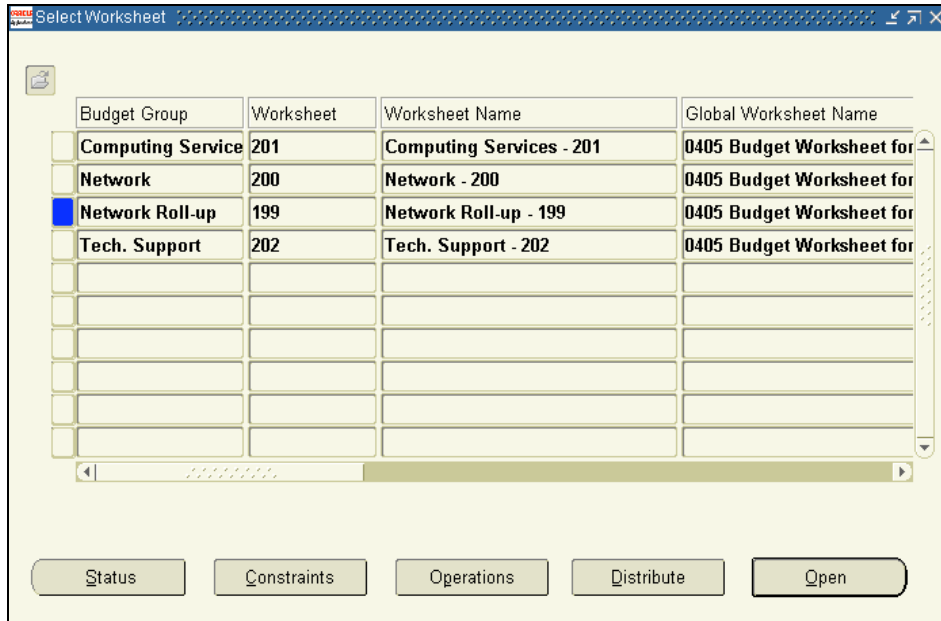 ORACLE Select Worksheet
Budget Group Worksheet Worksheet Name Global Worksheet Name
Computing Service 201 Computing Services - 201 0405 Budget Worksheet for
Network 200 Network - 200 0405 Budget Worksheet for
Network Roll-up 199 Network Roll-up - 199 0405 Budget Worksheet for
Tech. Support 202 Tech. Support - 202 0405 Budget Worksheet for
Status Constraints Operations Distribute Open